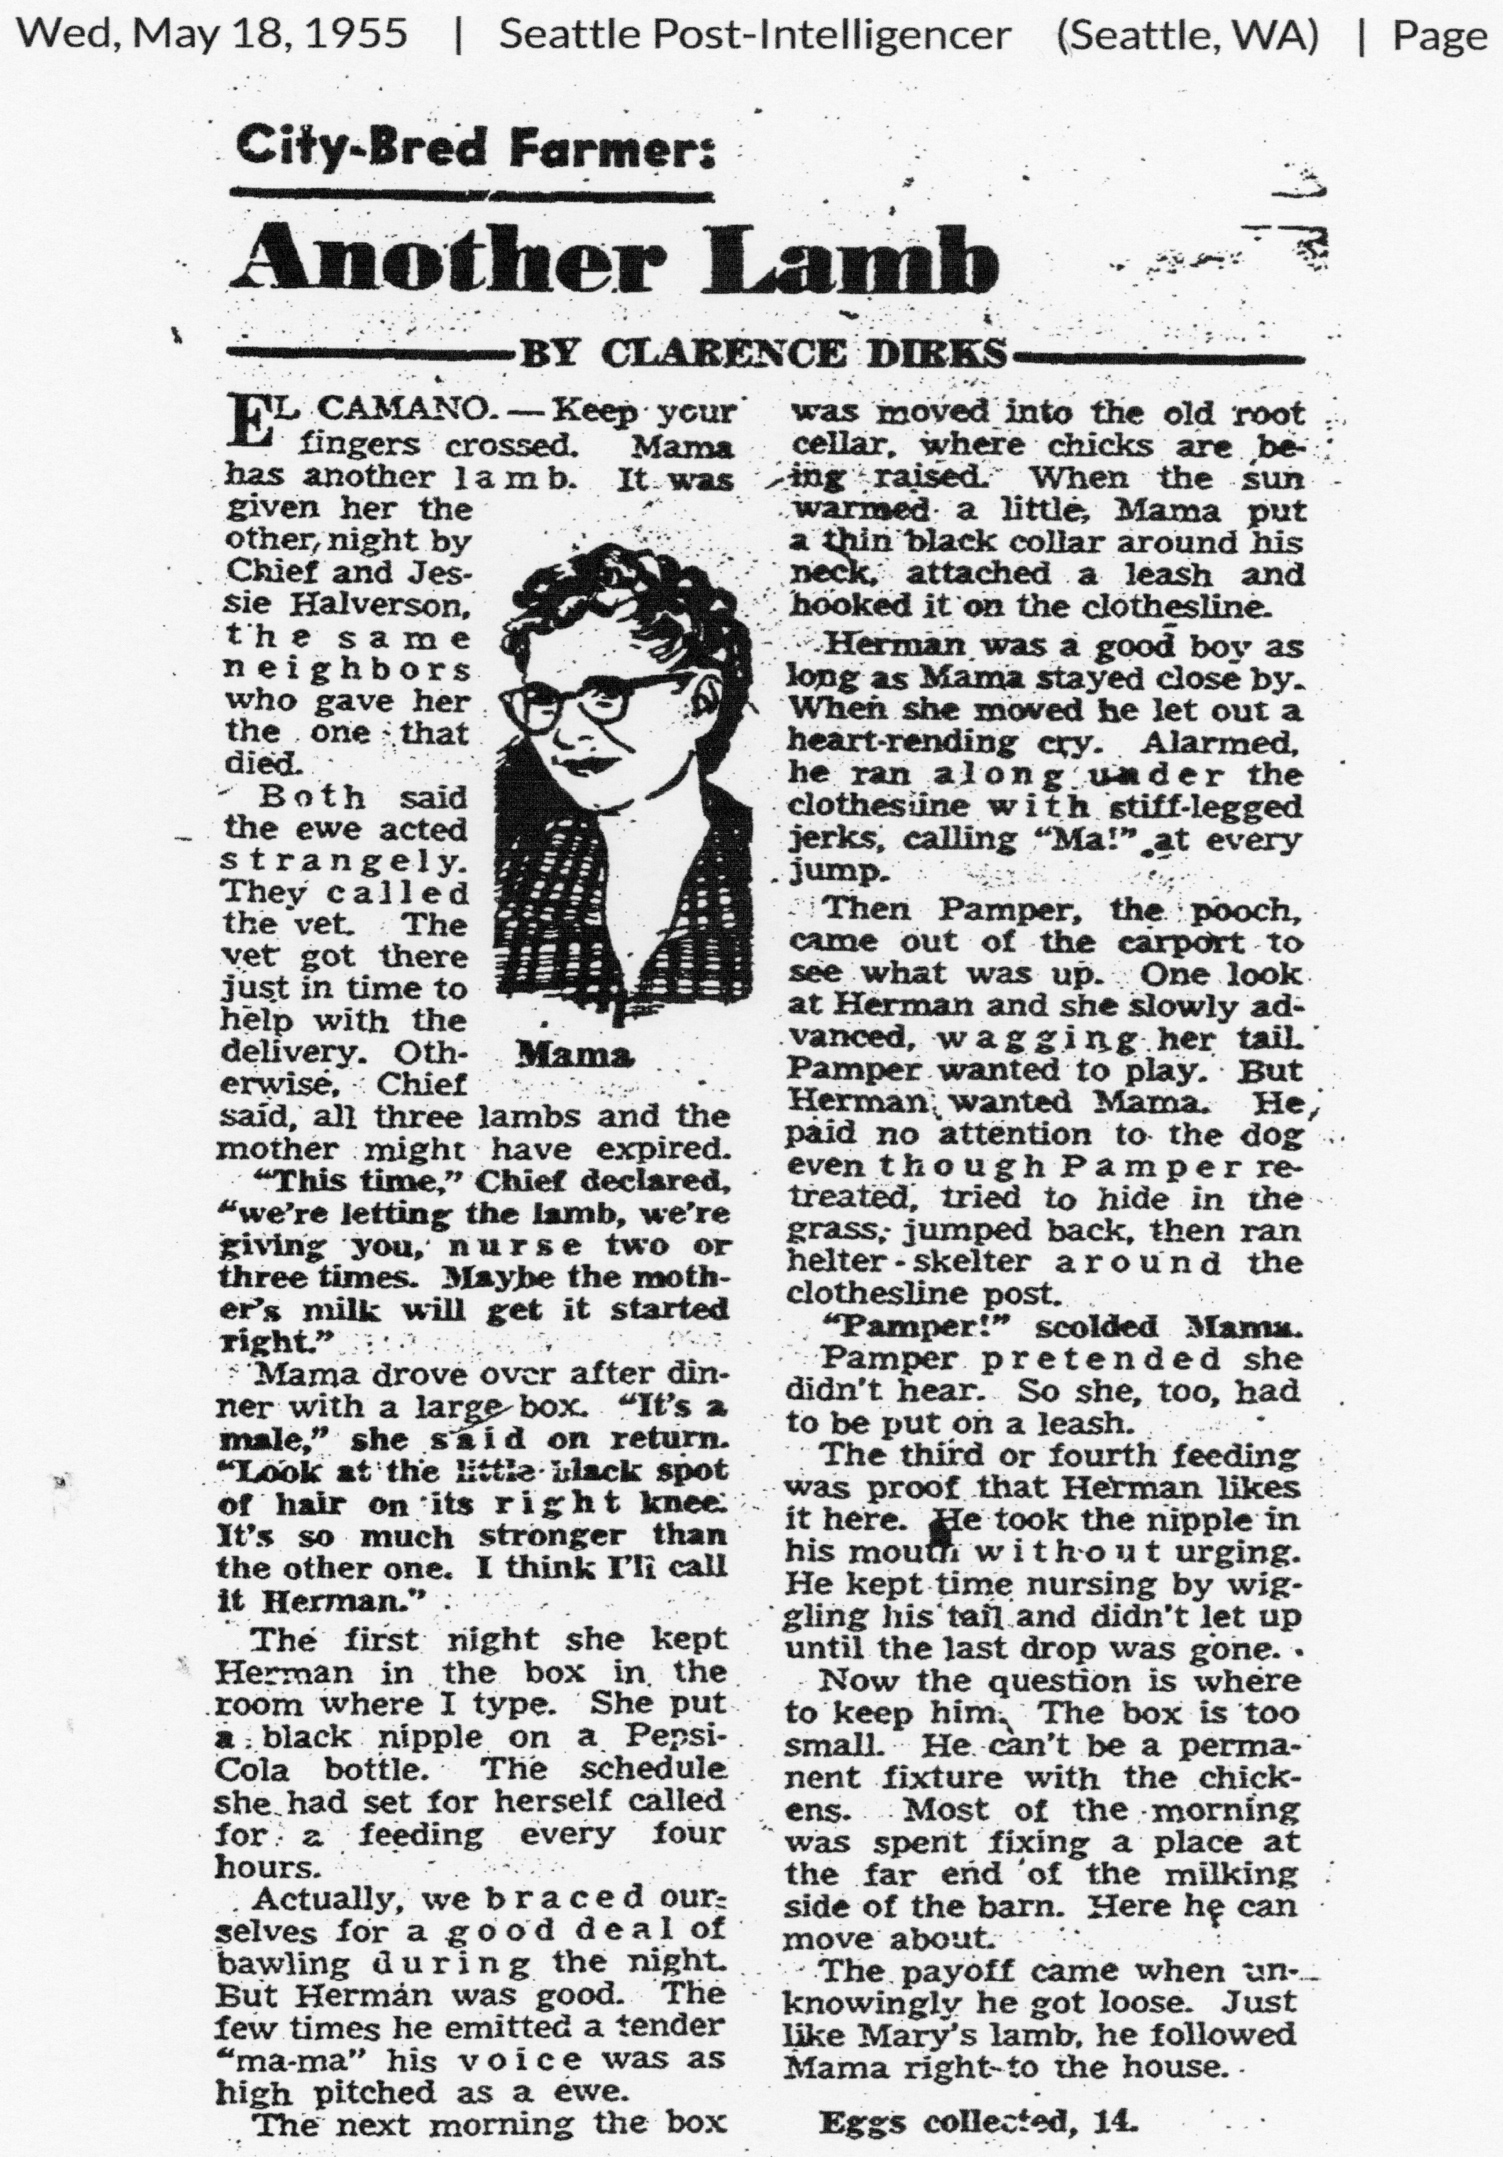 Wed, May 18, 1955 | Seattle Post-Intelligencer (Seattle, WA) | Page
City-Bred Farmer:
Another Lamb
BY CLARENCE DIRKS
EL CAMANO. — Keep your
fingers crossed. Mama
has another lamb. It was
given her the
other night by
Chief and Jes-
sie Halverson,
the same
neighbors
who gave her
the one that
died.
Both said
the ewe acted
strangely.
They called
the vet. The
vet got there
just in time to
help with the
delivery. Oth-
erwise, Chief
said, all three lambs and the
mother might have expired.
"This time," Chief declared,
"we're letting the lamb, we're
giving you, nurse two or
three times. Maybe the moth-
er's milk will get it started
right."
Mama drove over after din-
ner with a large box. "It's a
male," she said on return.
"Look at the little black spot
of hair on its right knee.
It's so much stronger than
the other one. I think I'll call
it Herman."
The first night she kept
Herman in the box in the
room where I type. She put
a black nipple on a Pepsi-
Cola bottle. The schedule
she had set for herself called
for a feeding every four
hours.
Actually, we braced our-
selves for a good deal of
bawling during the night.
But Herman was good. The
few times he emitted a tender
"ma-ma" his voice was as
high pitched as a ewe.
The next morning the box
Mama
was moved into the old root
cellar, where chicks are be-
ing raised. When the sun
warmed a little, Mama put
a thin black collar around his
neck, attached a leash and
hooked it on the clothesline.
Herman was a good boy as
long as Mama stayed close by.
When she moved he let out a
heart-rending cry. Alarmed,
he ran along under the
clothesline with stiff-legged
jerks, calling "Ma!" at every
jump.
Then Pamper, the pooch,
came out of the carport to
see what was up. One look
at Herman and she slowly ad-
vanced, wagging her tail.
Pamper wanted to play. But
Herman wanted Mama. He
paid no attention to the dog
even though Pamper re-
treated, tried to hide in the
grass, jumped back, then ran
helter-skelter around the
clothesline post.
"Pamper!" scolded Mama.
Pamper pretended she
didn't hear. So she, too, had
to be put on a leash.
The third or fourth feeding
was proof that Herman likes
it here. He took the nipple in
his mouth without urging.
He kept time nursing by wig-
gling his tail and didn't let up
until the last drop was gone.
Now the question is where
to keep him. The box is too
small. He can't be a perma-
nent fixture with the chick-
ens. Most of the morning
was spent fixing a place at
the far end of the milking
side of the barn. Here he can
move about.
The payoff came when un-
knowingly he got loose. Just
like Mary's lamb, he followed
Mama right to the house.
Eggs collected, 14.